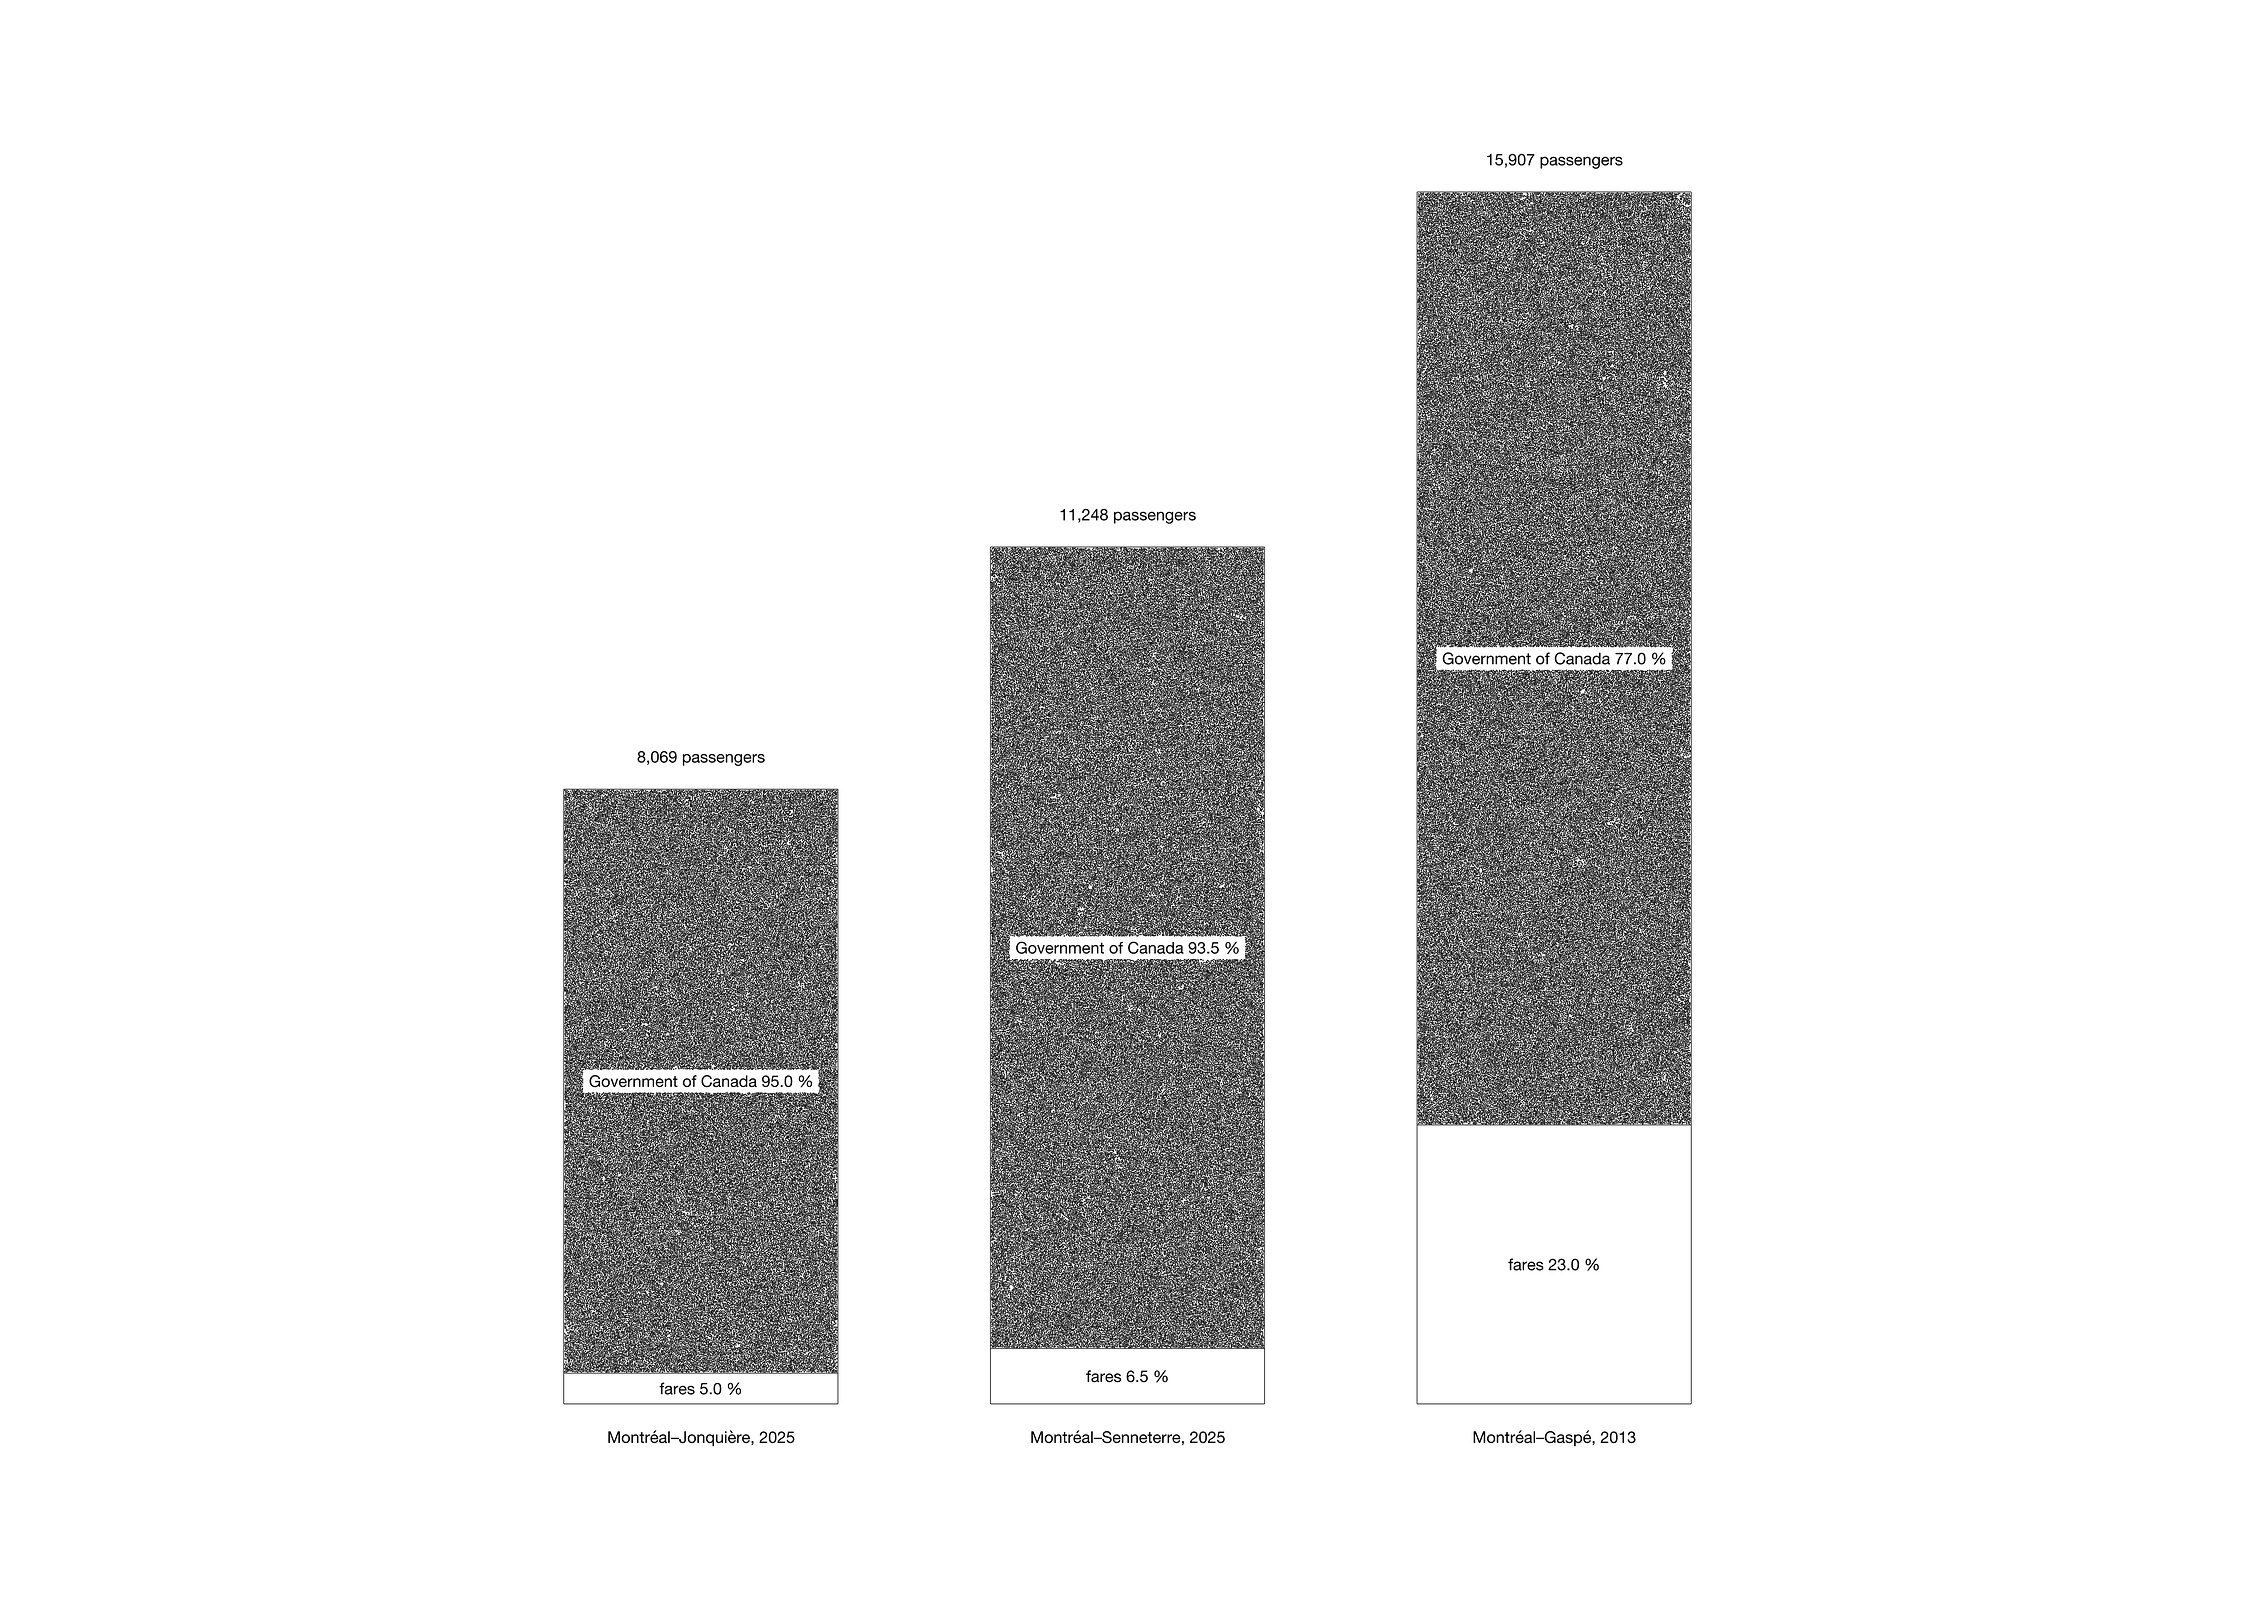 15,907 passengers
11,248 passengers
8,069 passengers
Government of Canada 77.0 %
Government of Canada 93.5 %
Government of Canada 95.0 %
fares 23.0 %
fares 6.5 %
fares 5.0 %
Montréal–Jonquière, 2025
Montréal–Senneterre, 2025
Montréal–Gaspé, 2013